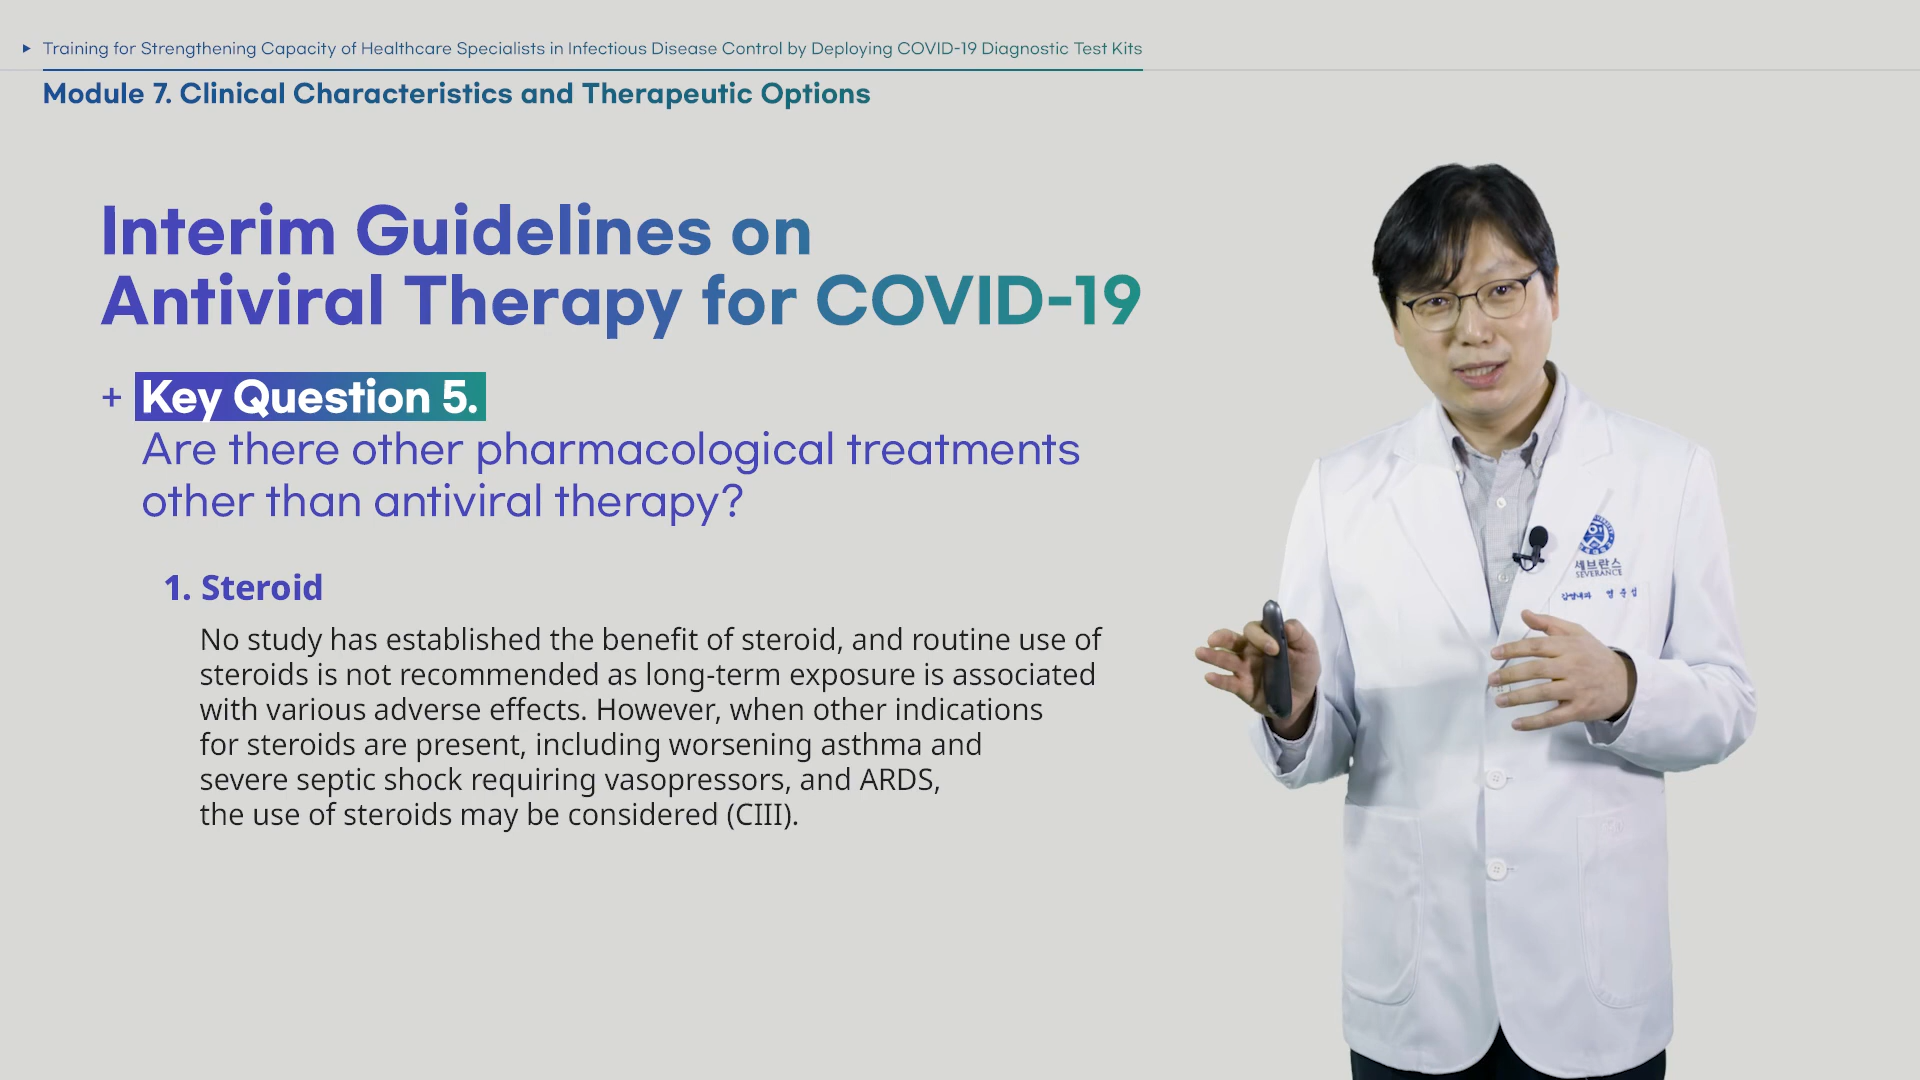 Training for Strengthening Capacity of Healthcare Specialists in Infectious Disease Control by Deploying COVID-19 Diagnostic Test Kits
Module 7. Clinical Characteristics and Therapeutic Options
Interim Guidelines on
Antiviral Therapy for COVID-19
+ Key Question 5.
Are there other pharmacological treatments
other than antiviral therapy?
1. Steroid
No study has established the benefit of steroid, and routine use of
steroids is not recommended as long-term exposure is associated
with various adverse effects. However, when other indications
for steroids are present, including worsening asthma and
severe septic shock requiring vasopressors, and ARDS,
the use of steroids may be considered (CIII).
세브란스
SEVERANCE
감염내과